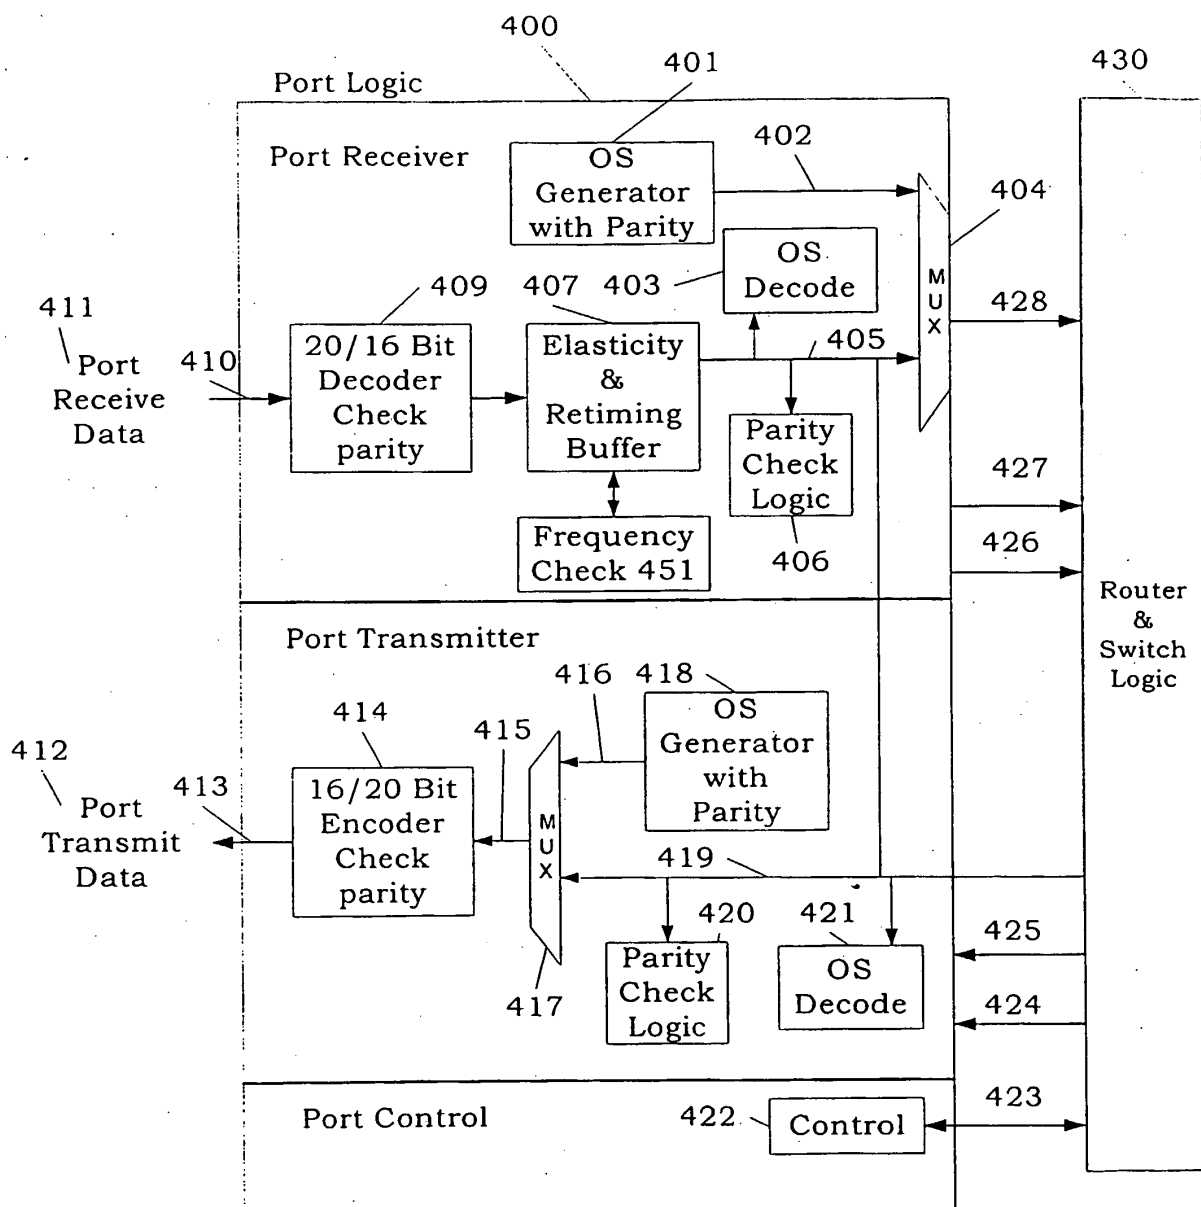 400
401
430
Port Logic
Port Receiver
OS
Generator
with Parity
402
404
OS
Decode
403
409
407
MUX
428
411
Port
Receive
Data
410
20/16 Bit
Decoder
Check
parity
Elasticity
&
Retiming
Buffer
405
Parity
Check
Logic
427
406
426
Frequency
Check 451
Router
&
Switch
Logic
Port Transmitter
416
418
OS
Generator
with
Parity
414
415
412
Port
Transmit
Data
413
16/20 Bit
Encoder
Check
parity
MUX
419
420
421
425
Parity
Check
Logic
OS
Decode
417
424
Port Control
422
Control
423